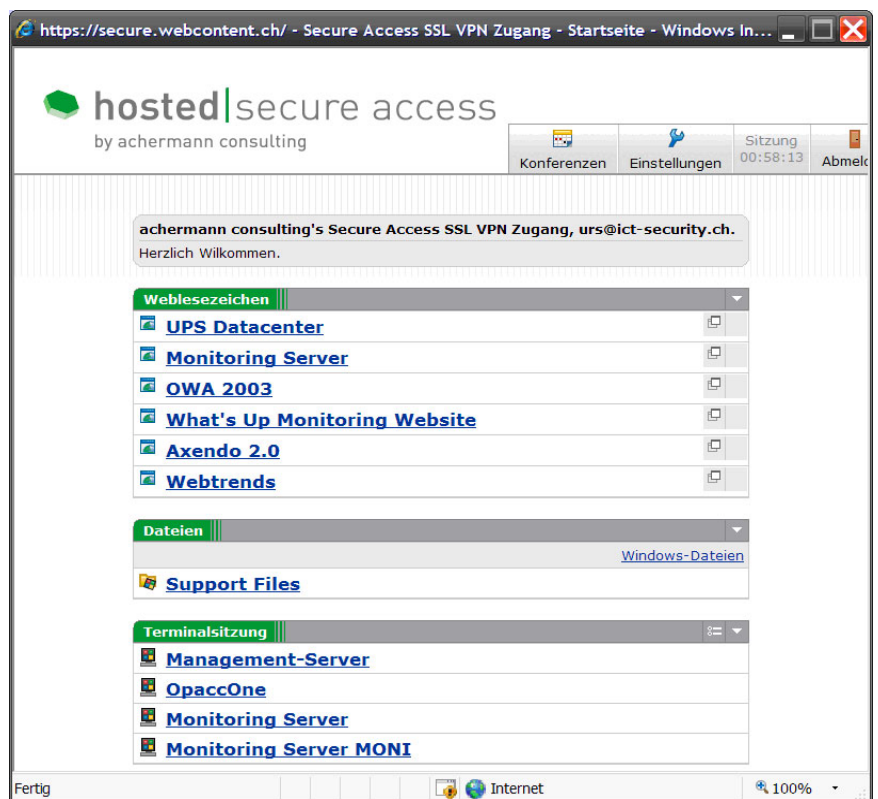 https://secure.webcontent.ch/ - Secure Access SSL VPN Zugang - Startseite - Windows In...
hosted secure access
by achermann consulting
Konferenzen
Einstellungen
Sitzung
00:58:13
Abmeld
achermann consulting's Secure Access SSL VPN Zugang, urs@ict-security.ch.
Herzlich Wilkommen.
Weblesezeichen
UPS Datacenter
Monitoring Server
OWA 2003
What's Up Monitoring Website
Axendo 2.0
Webtrends
Dateien
Windows-Dateien
Support Files
Terminalsitzung
Management-Server
OpaccOne
Monitoring Server
Monitoring Server MONI
Fertig
Internet
100%